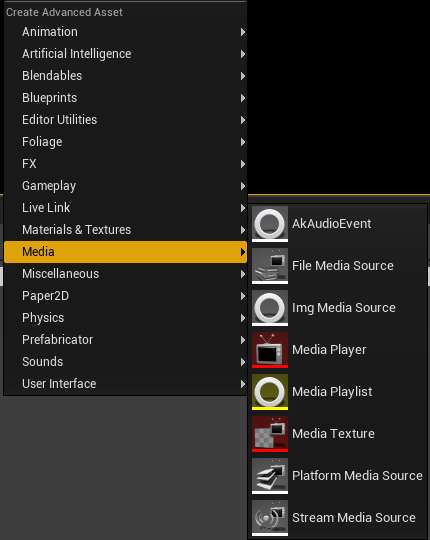 Create Advanced Asset
Animation
Artificial Intelligence
Blendables
Blueprints
Editor Utilities
Foliage
FX
Gameplay
Live Link
Materials & Textures
Media
Miscellaneous
Paper2D
Physics
Prefabricator
Sounds
User Interface
AkAudioEvent
File Media Source
Img Media Source
Media Player
Media Playlist
Media Texture
Platform Media Source
Stream Media Source